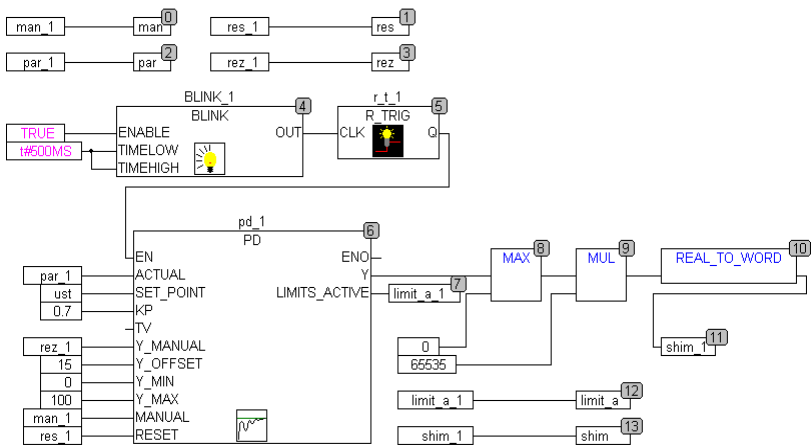 man_1 man 0 res_1 res 1
par_1 par 2 rez_1 rez 3
BLINK_1 4 r_t_1 5
BLINK R_TRIG
TRUE ENABLE OUT CLK Q
t#500MS TIMELOW
TIMEHIGH
pd_1 6
PD
EN ENO MAX 8 MUL 9 REAL_TO_WORD 10
par_1 ACTUAL Y 7
ust SET_POINT LIMITS_ACTIVE limit_a_1
0.7 KP
TV
rez_1 Y_MANUAL 0 shim_1 11
15 Y_OFFSET 65535
0 Y_MIN
100 Y_MAX limit_a_1 limit_a 12
man_1 MANUAL
res_1 RESET shim_1 shim 13